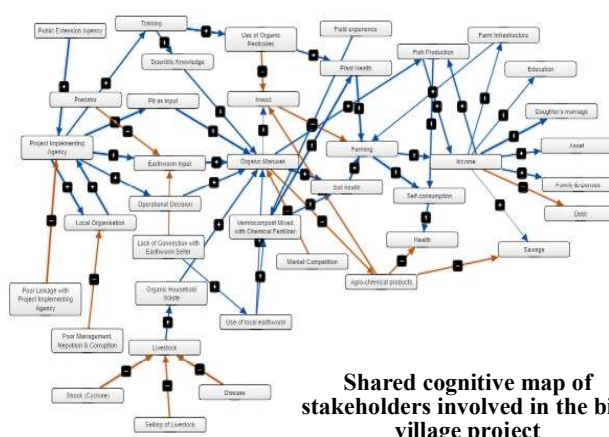 Training
Farm Infrastructure
Public Extension Agency
Use of Organic
Pesticides
Field experience
Fish Production
Scientific Knowledge
Plant Health
Education
Predator
Pit as Input
Insect
Daughter's marriage
Project Implementing
Agency
Earthworm Input
Organic Manures
Farming
Income
Asset
Soil health
Family Expenses
Operational Decision
Self consumption
Local Organisation
Vermicompost Mixed
with Chemical Fertilizer
Debt
Lack of Connection with
Earthworm Seller
Health
Savings
Market Competition
Poor Linkage with
Project Implementing
Agency
Organic Household
Waste
Agro-chemical products
Use of local earthworm
Poor Management,
Nepotism & Corruption
Livestock
Shock (Cyclone)
Disease
Selling of Livestock
Shared cognitive map of
stakeholders involved in the bi
village project